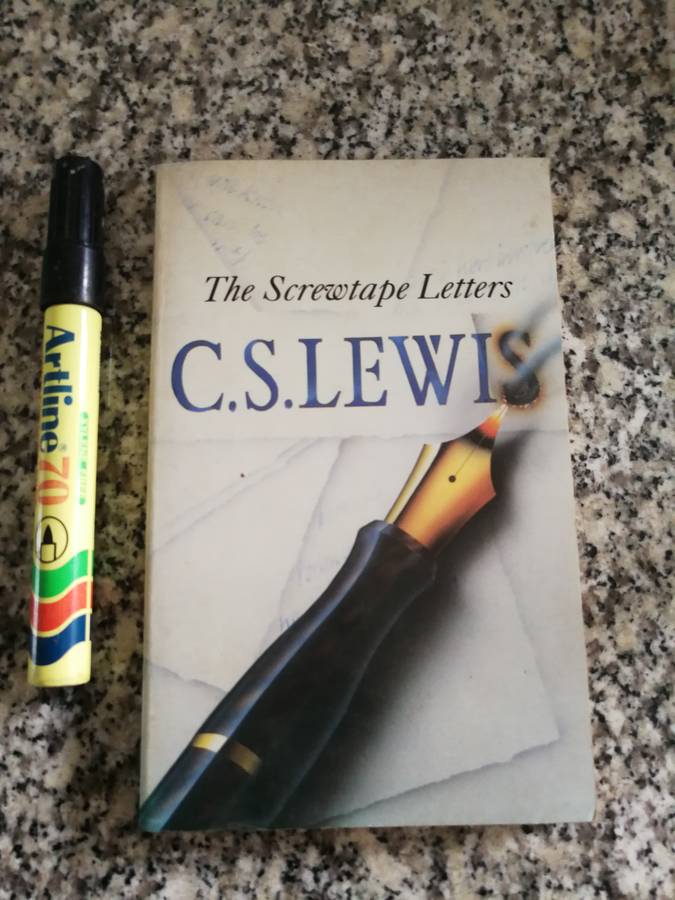 The Screwtape Letters
C.S.LEWIS
Artline 70